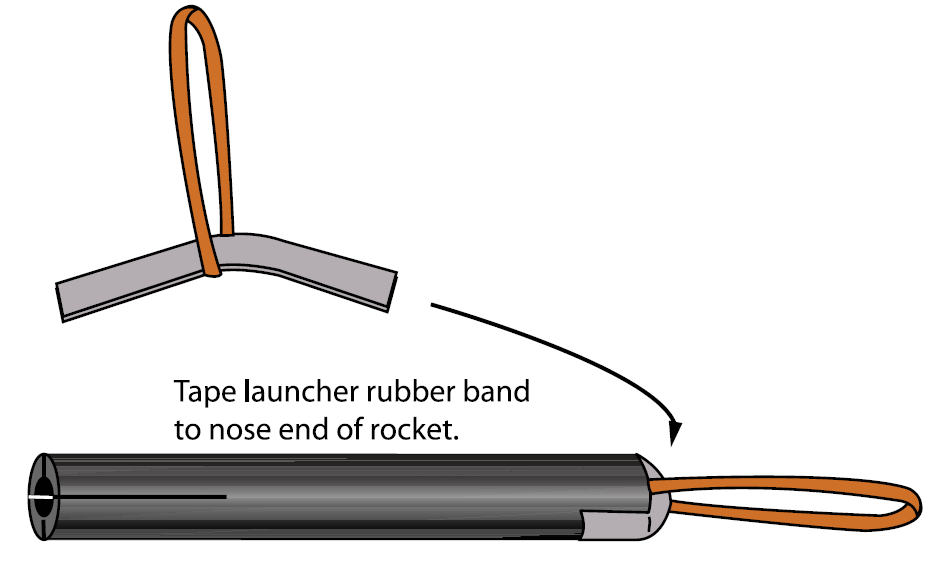 Tape launcher rubber band
to nose end of rocket.